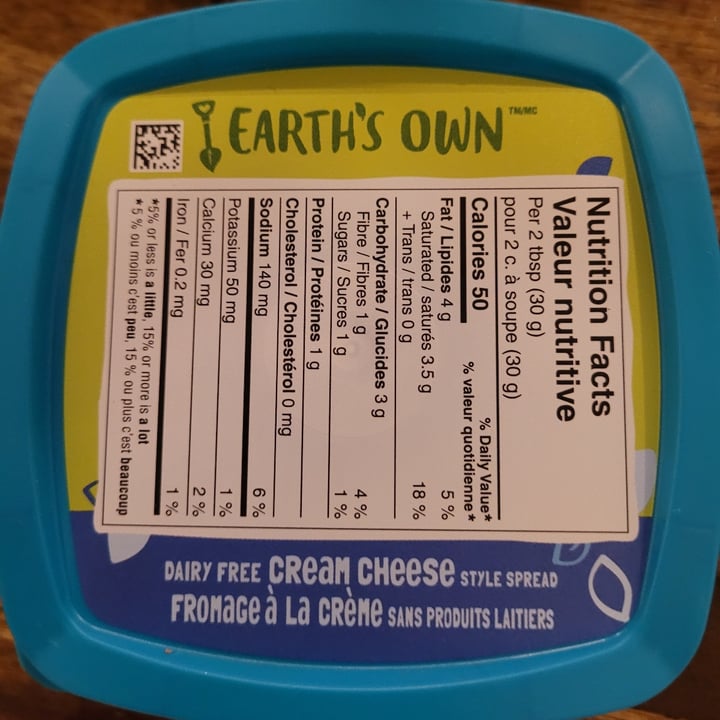 EARTH'S OWN TM/MC
Nutrition Facts
Valeur nutritive
Per 2 tbsp (30 g)
pour 2 c. à soupe (30 g)
Calories 50
% Daily Value*
% valeur quotidienne*
Fat / Lipides 4 g 5 %
Saturated / saturés 3.5 g
+ Trans / trans 0 g 18 %
Carbohydrate / Glucides 3 g
Fibre / Fibres 1 g 4 %
Sugars / Sucres 1 g 1 %
Protein / Protéines 1 g
Cholesterol / Cholestérol 0 mg
Sodium 140 mg 6 %
Potassium 50 mg 1 %
Calcium 30 mg 2 %
Iron / Fer 0.2 mg 1 %
*5% or less is a little, 15% or more is a lot
*5 % ou moins c'est peu, 15 % ou plus c'est beaucoup
DAIRY FREE CREAM CHEESE STYLE SPREAD
FROMAGE à La CRÈME SANS PRODUITS LAITIERS